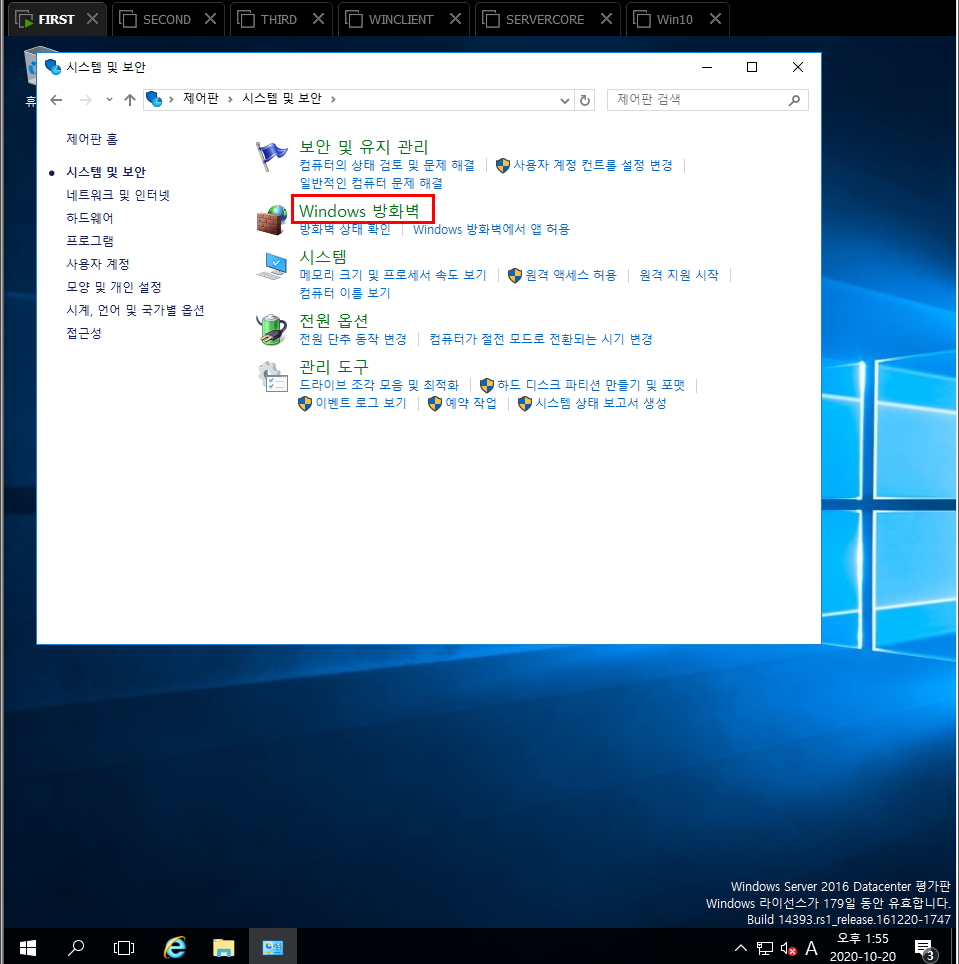 FIRST
SECOND
THIRD
WINCLIENT
SERVERCORE
Win10
시스템 및 보안
제어판 시스템 및 보안
제어판 검색
제어판 홈
시스템 및 보안
네트워크 및 인터넷
하드웨어
프로그램
사용자 계정
모양 및 개인 설정
시계, 언어 및 국가별 옵션
접근성
보안 및 유지 관리
컴퓨터의 상태 검토 및 문제 해결
사용자 계정 컨트롤 설정 변경
일반적인 컴퓨터 문제 해결
Windows 방화벽
방화벽 상태 확인
Windows 방화벽에서 앱 허용
시스템
메모리 크기 및 프로세서 속도 보기
원격 액세스 허용
원격 지원 시작
컴퓨터 이름 보기
전원 옵션
전원 단추 동작 변경
컴퓨터가 절전 모드로 전환되는 시기 변경
관리 도구
드라이브 조각 모음 및 최적화
하드 디스크 파티션 만들기 및 포맷
이벤트 로그 보기
예약 작업
시스템 상태 보고서 생성
Windows Server 2016 Datacenter 평가판
Windows 라이선스가 179일 동안 유효합니다.
Build 14393.rs1_release.161220-1747
A
오후 1:55
2020-10-20
3